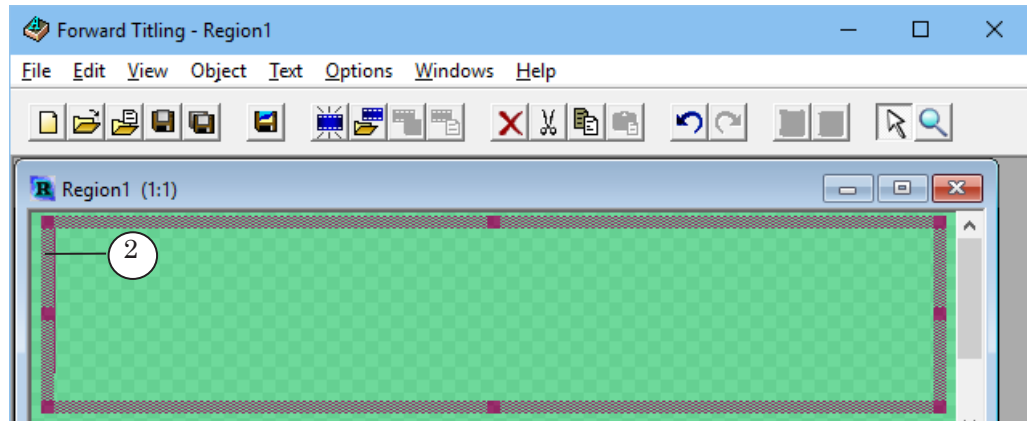 Forward Titling - Region1
File Edit View Object Text Options Windows Help
R Region1 (1:1)
2